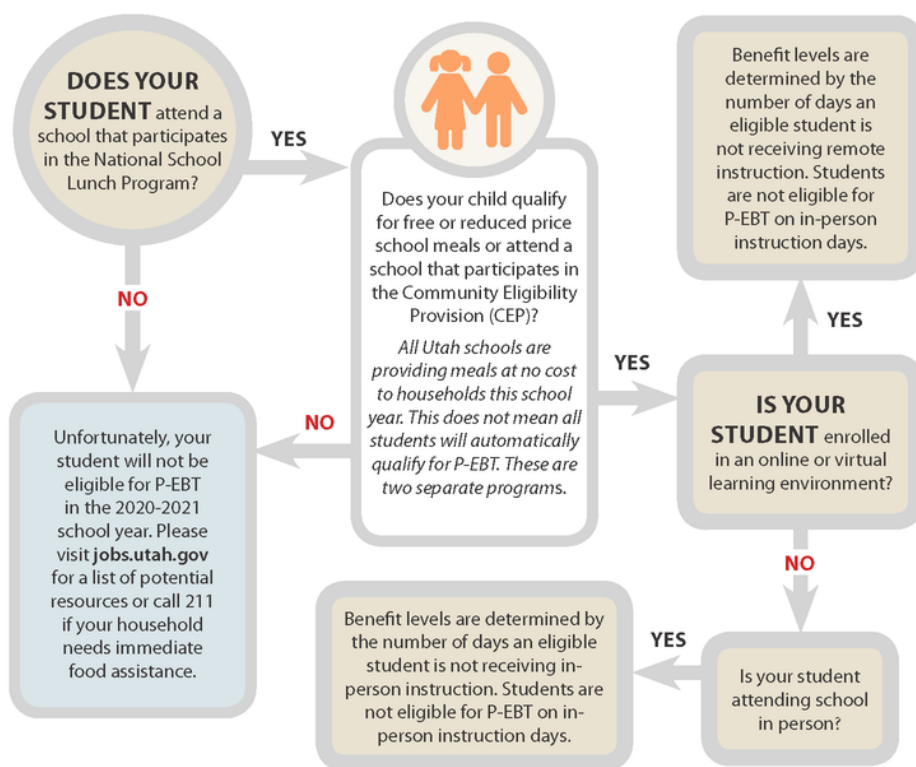 DOES YOUR
STUDENT attend a
school that participates
in the National School
Lunch Program?
YES
NO
Does your child qualify
for free or reduced price
school meals or attend a
school that participates in
the Community Eligibility
Provision (CEP)?
All Utah schools are
providing meals at no cost
to households this school
year. This does not mean all
students will automatically
qualify for P-EBT. These are
two separate programs.
NO
YES
Unfortunately, your
student will not be
eligible for P-EBT
in the 2020-2021
school year. Please
visit jobs.utah.gov
for a list of potential
resources or call 211
if your household
needs immediate
food assistance.
IS YOUR
STUDENT enrolled
in an online or virtual
learning environment?
YES
Benefit levels are
determined by the
number of days an
eligible student is
not receiving remote
instruction. Students
are not eligible for
P-EBT on in-person
instruction days.
NO
Is your student
attending school
in person?
YES
Benefit levels are determined by
the number of days an eligible
student is not receiving in-
person instruction. Students are
not eligible for P-EBT on in-
person instruction days.